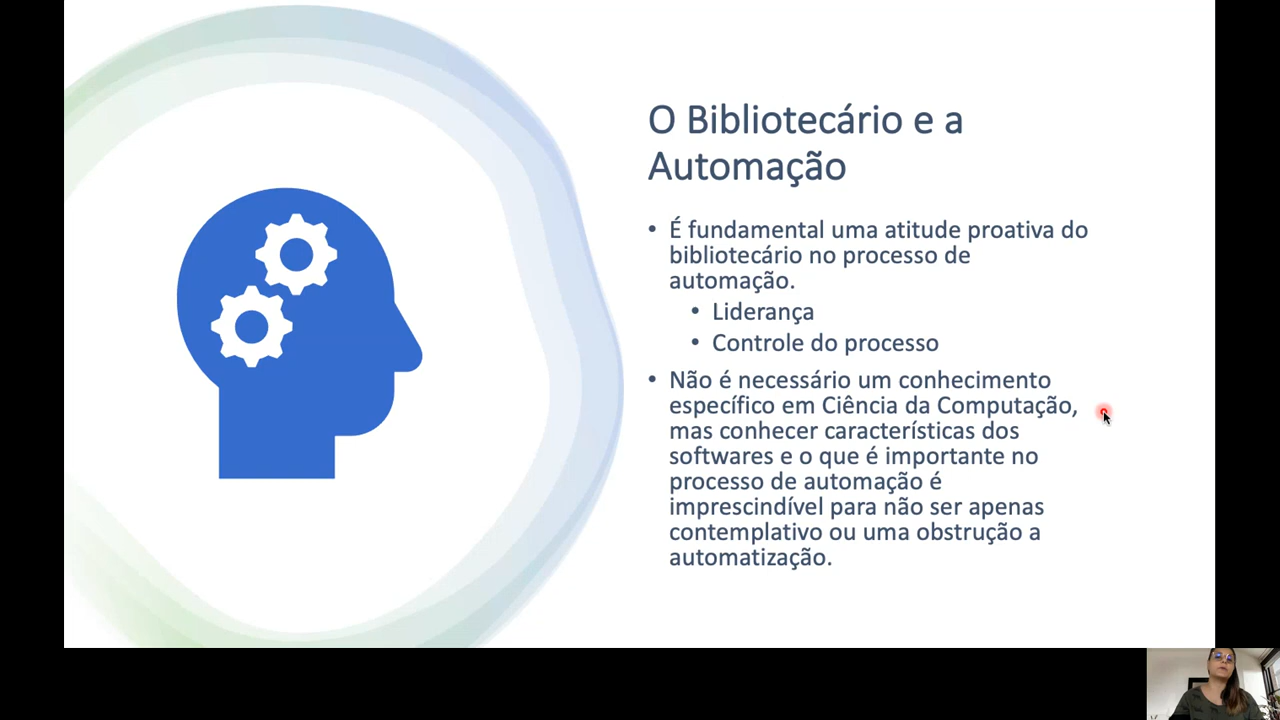 O Bibliotecário e a
Automação
• É fundamental uma atitude proativa do
bibliotecário no processo de
automação.
• Liderança
• Controle do processo
• Não é necessário um conhecimento
específico em Ciência da Computação,
mas conhecer características dos
softwares e o que é importante no
processo de automação é
imprescindível para não ser apenas
contemplativo ou uma obstrução a
automatização.